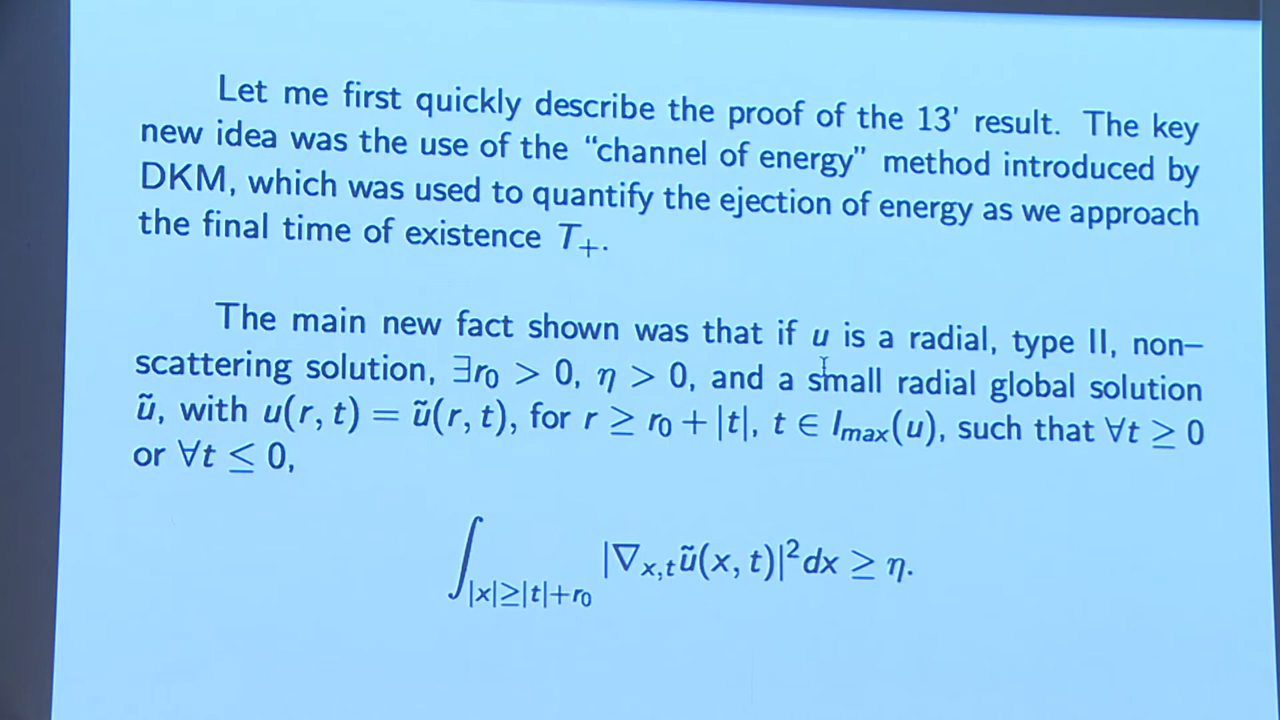 Let me first quickly describe the proof of the 13' result. The key
new idea was the use of the “channel of energy” method introduced by
DKM, which was used to quantify the ejection of energy as we approach
the final time of existence T₊.
The main new fact shown was that if u is a radial, type II, non–
scattering solution, ∃r₀ > 0, η > 0, and a small radial global solution
ũ, with u(r, t) = ũ(r, t), for r ≥ r₀ + |t|, t ∈ I_max(u), such that ∀t ≥ 0
or ∀t ≤ 0,
∫_{|x|≥|t|+r₀} |∇_{x,t}ũ(x, t)|²dx ≥ η.